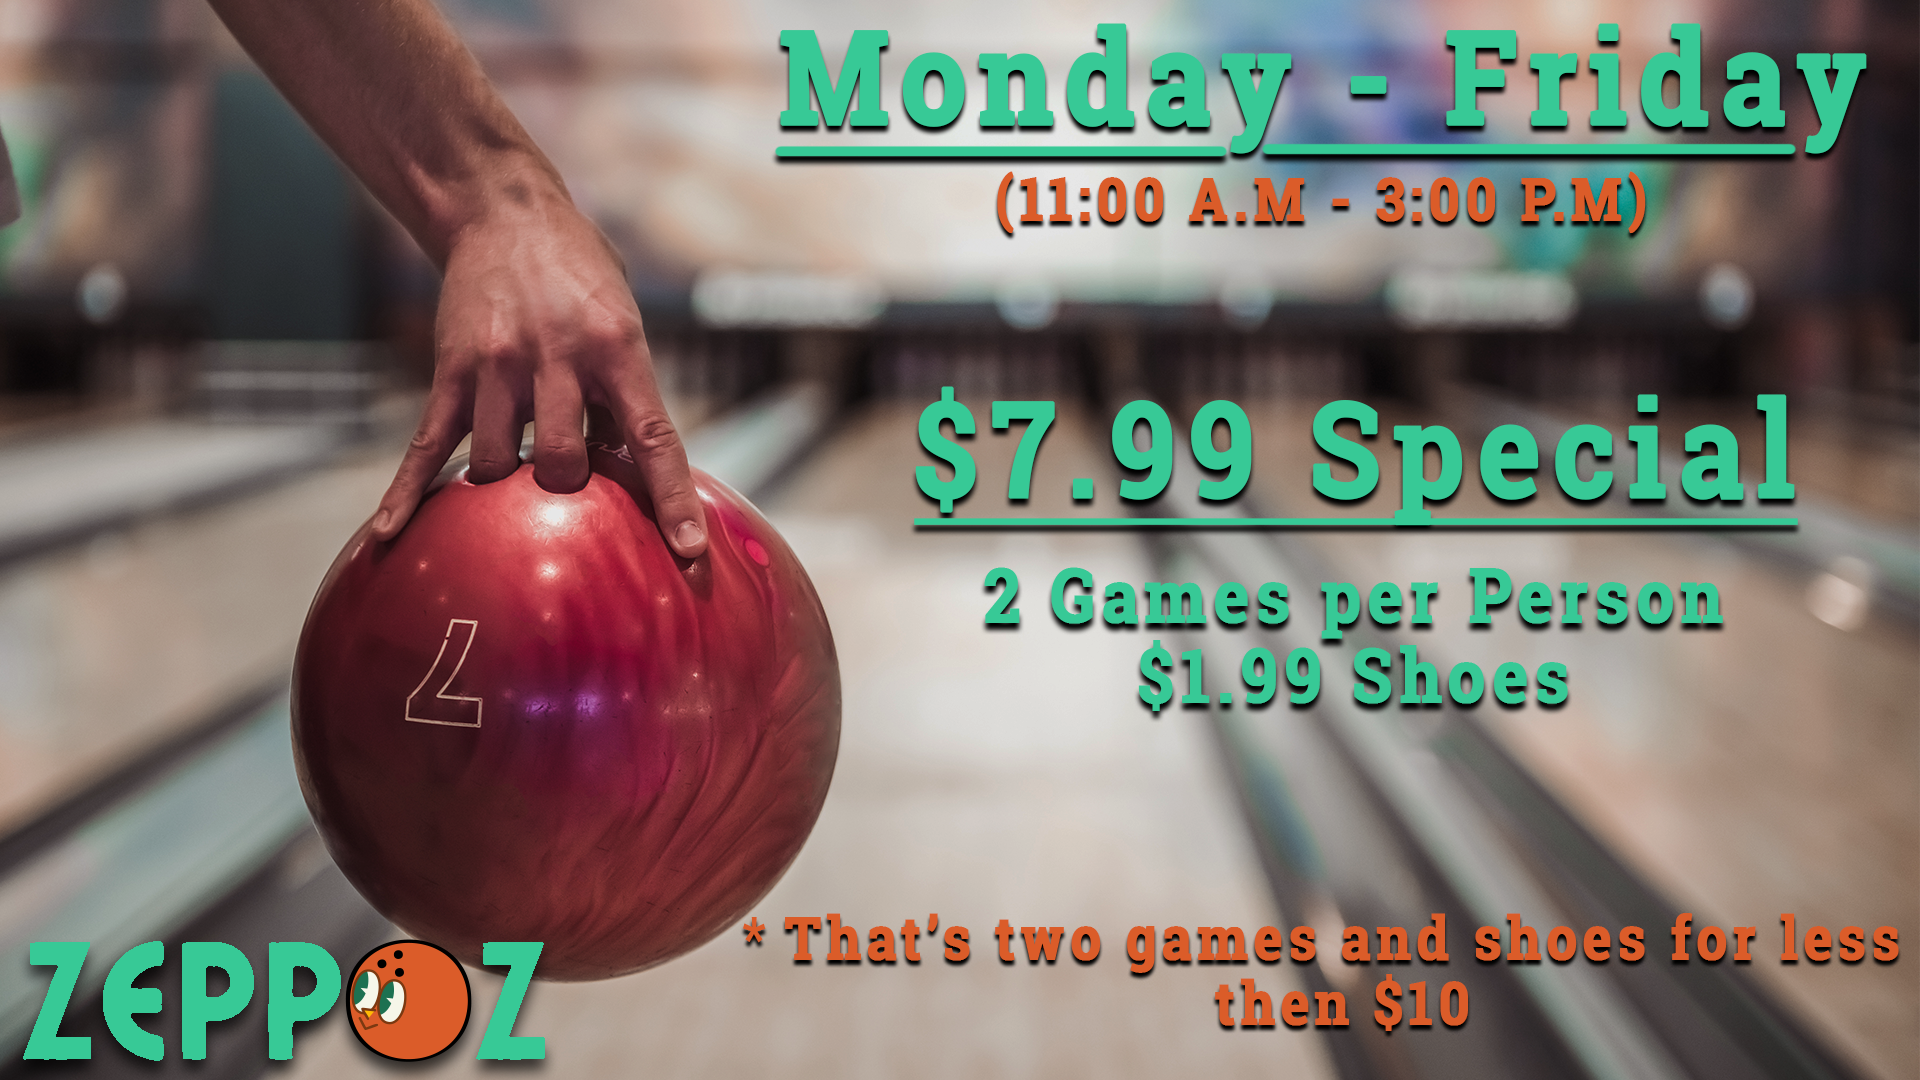 Monday - Friday
(11:00 A.M - 3:00 P.M)
$7.99 Special
2 Games per Person
$1.99 Shoes
7
* That's two games and shoes for less
then $10
ZEPPOZ